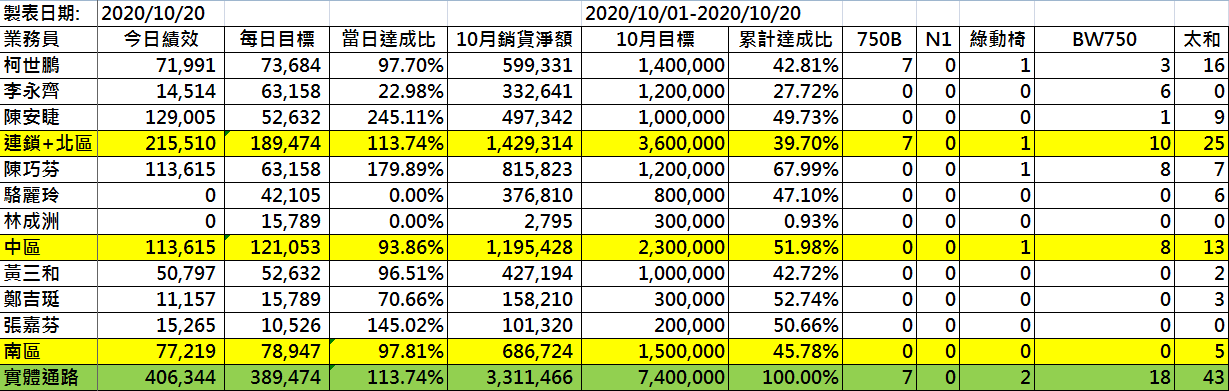 製表日期: 2020/10/20 2020/10/01-2020/10/20
業務員 今日績效 每日目標 當日達成比 10月銷貨淨額 10月目標 累計達成比 750B N1 綠動椅 BW750 太和
柯世鵬 71,991 73,684 97.70% 599,331 1,400,000 42.81% 7 0 1 3 16
李永齊 14,514 63,158 22.98% 332,641 1,200,000 27.72% 0 0 0 6 0
陳安睫 129,005 52,632 245.11% 497,342 1,000,000 49.73% 0 0 0 1 9
連鎖+北區 215,510 189,474 113.74% 1,429,314 3,600,000 39.70% 7 0 1 10 25
陳巧芬 113,615 63,158 179.89% 815,823 1,200,000 67.99% 0 0 1 8 7
駱麗玲 0 42,105 0.00% 376,810 800,000 47.10% 0 0 0 0 6
林成洲 0 15,789 0.00% 2,795 300,000 0.93% 0 0 0 0 0
中區 113,615 121,053 93.86% 1,195,428 2,300,000 51.98% 0 0 1 8 13
黃三和 50,797 52,632 96.51% 427,194 1,000,000 42.72% 0 0 0 0 2
鄭吉珽 11,157 15,789 70.66% 158,210 300,000 52.74% 0 0 0 0 3
張嘉芬 15,265 10,526 145.02% 101,320 200,000 50.66% 0 0 0 0 0
南區 77,219 78,947 97.81% 686,724 1,500,000 45.78% 0 0 0 0 5
實體通路 406,344 389,474 113.74% 3,311,466 7,400,000 100.00% 7 0 2 18 43